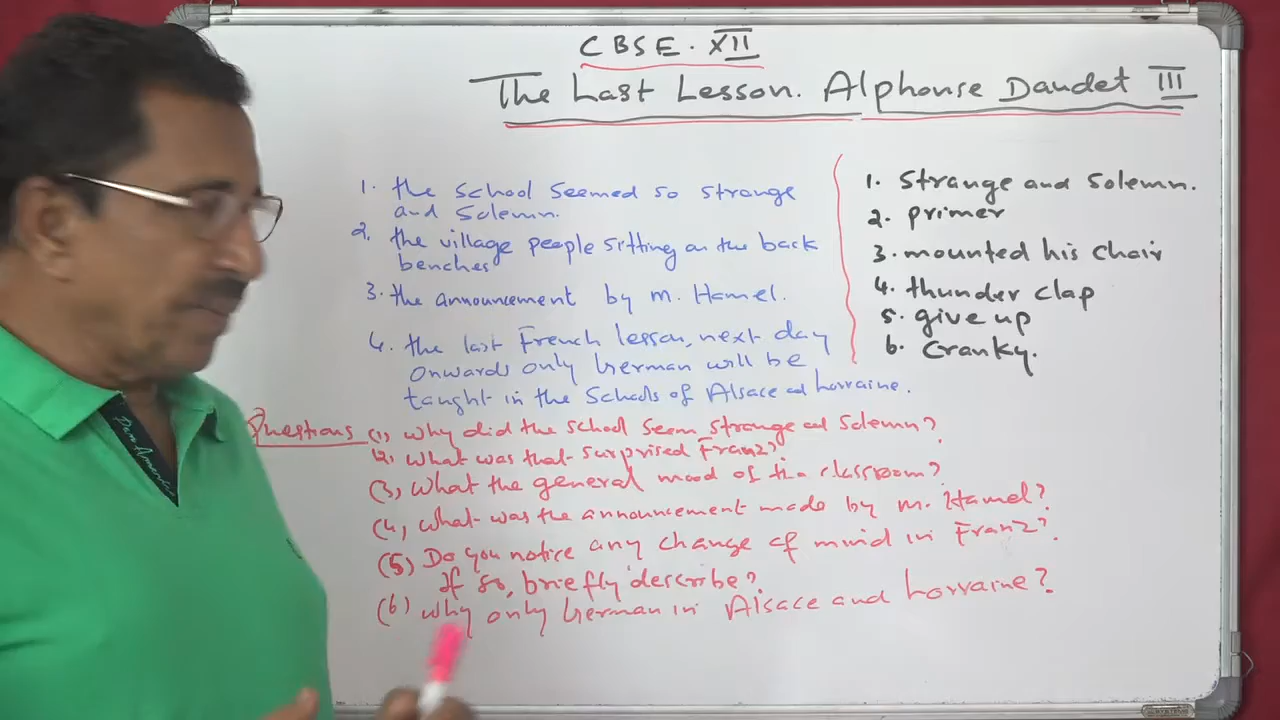 CBSE. XII
The Last Lesson. Alphonse Daudet III
1. the school seemed so strange
and solemn.
2. the village people sitting on the back
benches
3. the announcement by M. Hamel.
4. the last French lesson, next day
onwards only German will be
taught in the schools of Alsace and Lorraine.
1. Strange and Solemn.
2. primer
3. mounted his chair
4. thunder clap
5. give up
6. Cranky.
Questions (1) Why did the school seem strange and solemn?
(2) What was that surprised Franz?
(3) What the general mood of the classroom?
(4) What was the announcement made by M. Hamel?
(5) Do you notice any change of mind in Franz?
If so, briefly describe?
(6) Why only German in Alsace and Lorraine?